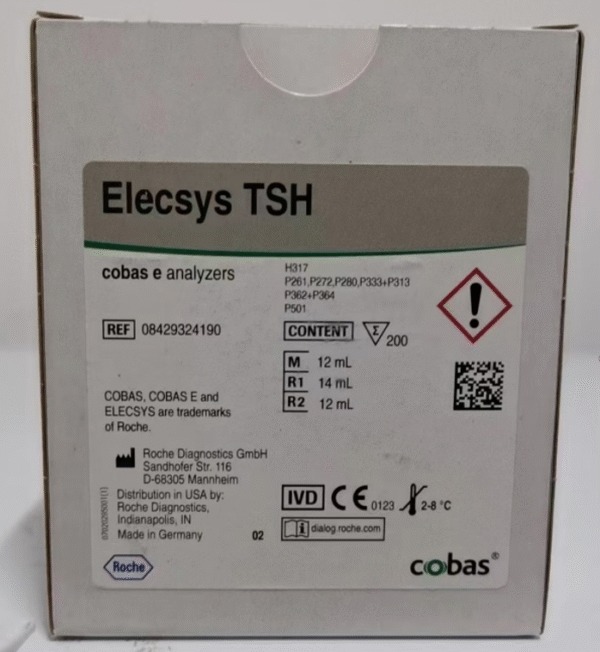 Elecsys TSH
cobas e analyzers
H317
P261,P272,P280,P333+P313
P362+P364
P501
REF 08429324190
CONTENT Σ 200
M 12 mL
R1 14 mL
R2 12 mL
COBAS, COBAS E and
ELECSYS are trademarks
of Roche.
Roche Diagnostics GmbH
Sandhofer Str. 116
D-68305 Mannheim
Distribution in USA by:
Roche Diagnostics,
Indianapolis, IN
Made in Germany
02
IVD CE 0123 2-8 °C
i dialog.roche.com
Roche
cobas®